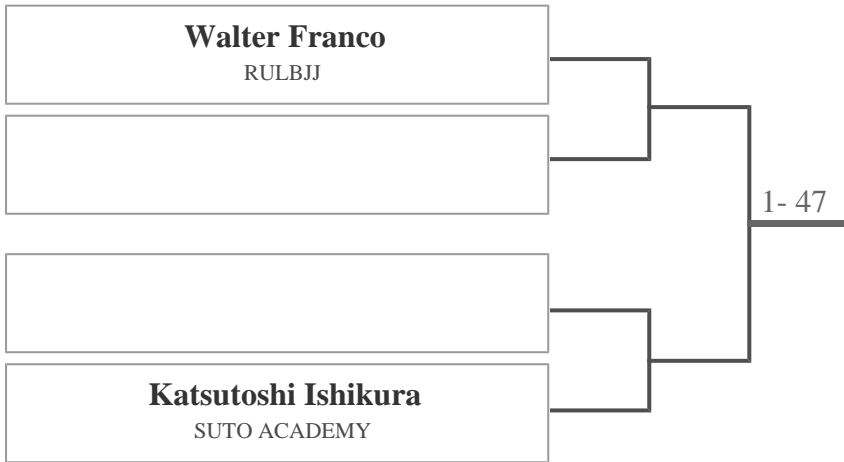 Walter Franco
RULBJJ
1- 47
Katsutoshi Ishikura
SUTO ACADEMY